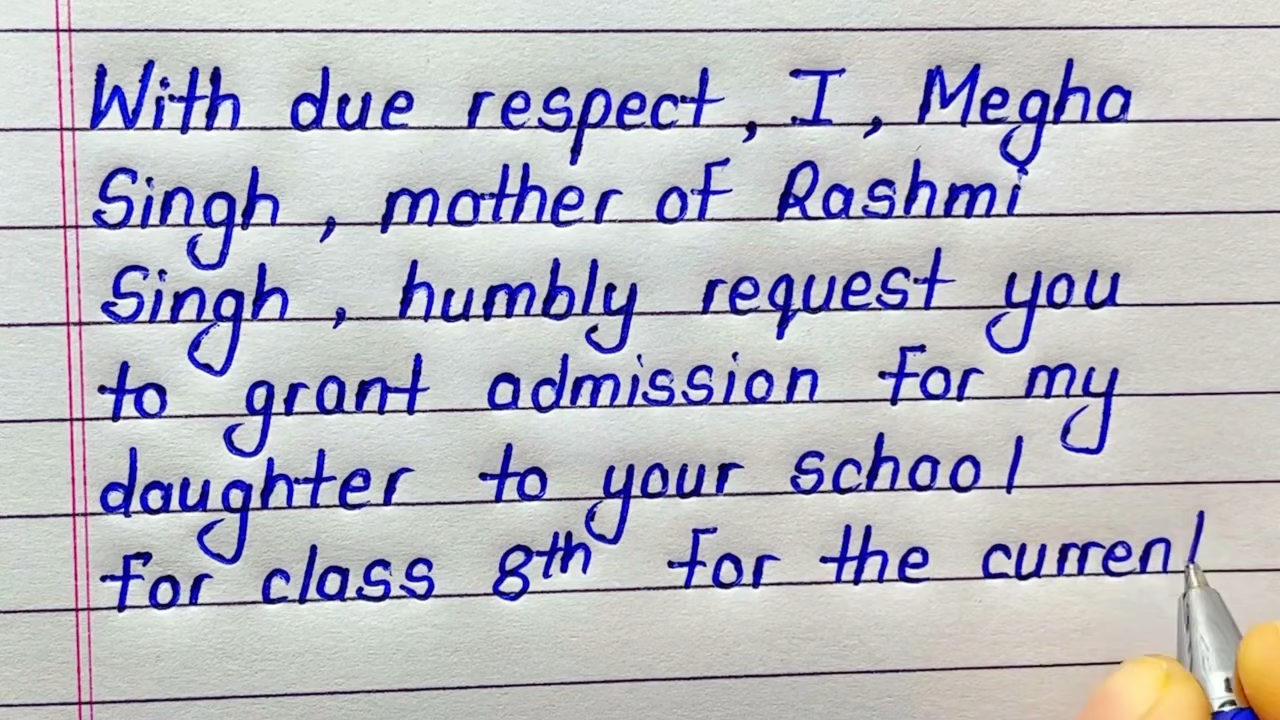 With due respect, I, Megha
Singh, mother of Rashmi
Singh, humbly request you
to grant admission for my
daughter to your school
for class 8th for the curren